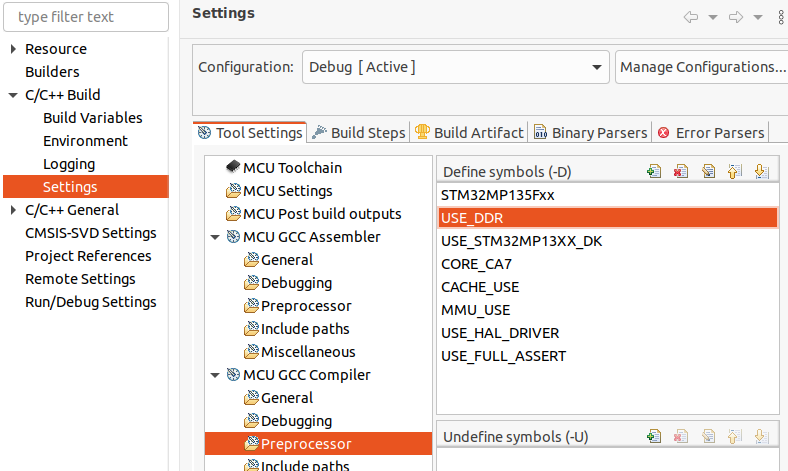 type filter text
Resource
Builders
C/C++ Build
Build Variables
Environment
Logging
Settings
C/C++ General
CMSIS-SVD Settings
Project References
Remote Settings
Run/Debug Settings
Settings
Configuration: Debug [ Active ] Manage Configurations...
Tool Settings Build Steps Build Artifact Binary Parsers Error Parsers
MCU Toolchain
MCU Settings
MCU Post build outputs
MCU GCC Assembler
General
Debugging
Preprocessor
Include paths
Miscellaneous
MCU GCC Compiler
General
Debugging
Preprocessor
Include paths
Define symbols (-D)
STM32MP135Fxx
USE_DDR
USE_STM32MP13XX_DK
CORE_CA7
CACHE_USE
MMU_USE
USE_HAL_DRIVER
USE_FULL_ASSERT
Undefine symbols (-U)